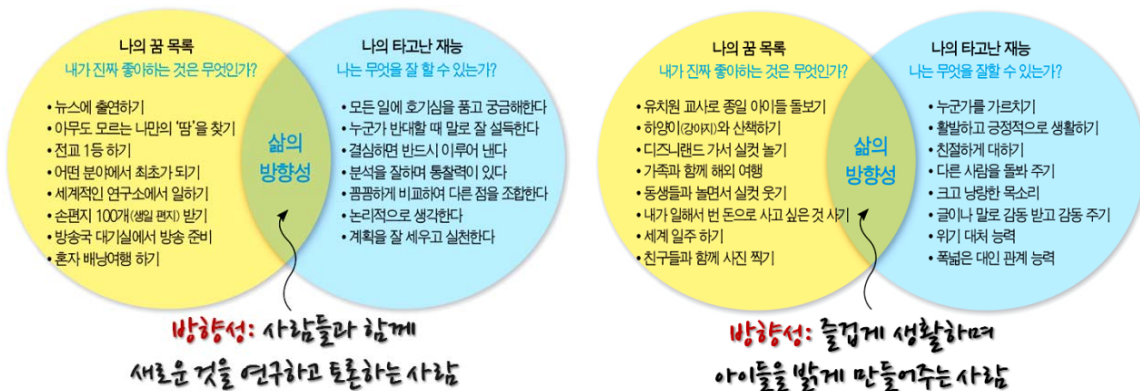 나의 꿈 목록
내가 진짜 좋아하는 것은 무엇인가?
• 뉴스에 출연하기
• 아무도 모르는 나만의 '땀'을 찾기
• 전교 1등 하기
• 어떤 분야에서 최초가 되기
• 세계적인 연구소에서 일하기
• 손편지 100개(생일 편지) 받기
• 방송국 대기실에서 방송 준비
• 혼자 배낭여행 하기
삶의
방향성
나의 타고난 재능
나는 무엇을 잘 할 수 있는가?
• 모든 일에 호기심을 품고 궁금해한다
• 누군가 반대할 때 말로 잘 설득한다
• 결심하면 반드시 이루어 낸다
• 분석을 잘하며 통찰력이 있다
• 꼼꼼하게 비교하여 다른 점을 조합한다
• 논리적으로 생각한다
• 계획을 잘 세우고 실천한다
방향성: 사람들과 함께
새로운 것을 연구하고 토론하는 사람
나의 꿈 목록
내가 진짜 좋아하는 것은 무엇인가?
• 유치원 교사로 종일 아이들 돌보기
• 하양이(강아지)와 산책하기
• 디즈니랜드 가서 실컷 놀기
• 가족과 함께 해외 여행
• 동생들과 놀면서 실컷 웃기
• 내가 일해서 번 돈으로 사고 싶은 것 사기
• 세계 일주 하기
• 친구들과 함께 사진 찍기
삶의
방향성
나의 타고난 재능
나는 무엇을 잘할 수 있는가?
• 누군가를 가르치기
• 활발하고 긍정적으로 생활하기
• 친절하게 대하기
• 다른 사람을 돌봐 주기
• 크고 낭랑한 목소리
• 글이나 말로 감동 받고 감동 주기
• 위기 대처 능력
• 폭넓은 대인 관계 능력
방향성: 즐겁게 생활하며
아이들을 밝게 만들어주는 사람